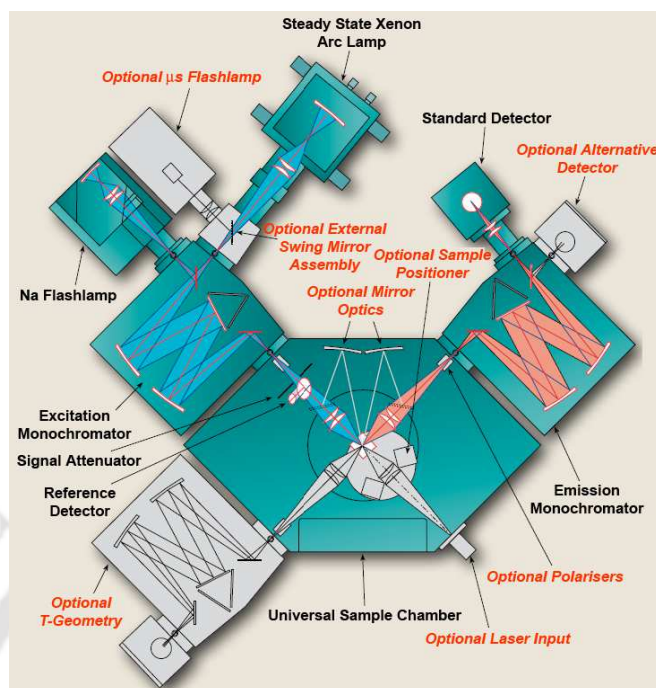 Steady State Xenon
Arc Lamp
Optional µs Flashlamp
Standard Detector
Optional Alternative
Detector
Optional External
Swing Mirror
Assembly
Optional Sample
Positioner
Na Flashlamp
Optional Mirror
Optics
Excitation
Monochromator
Signal Attenuator
Reference
Detector
Emission
Monochromator
Optional Polarisers
Optional
T-Geometry
Universal Sample Chamber
Optional Laser Input